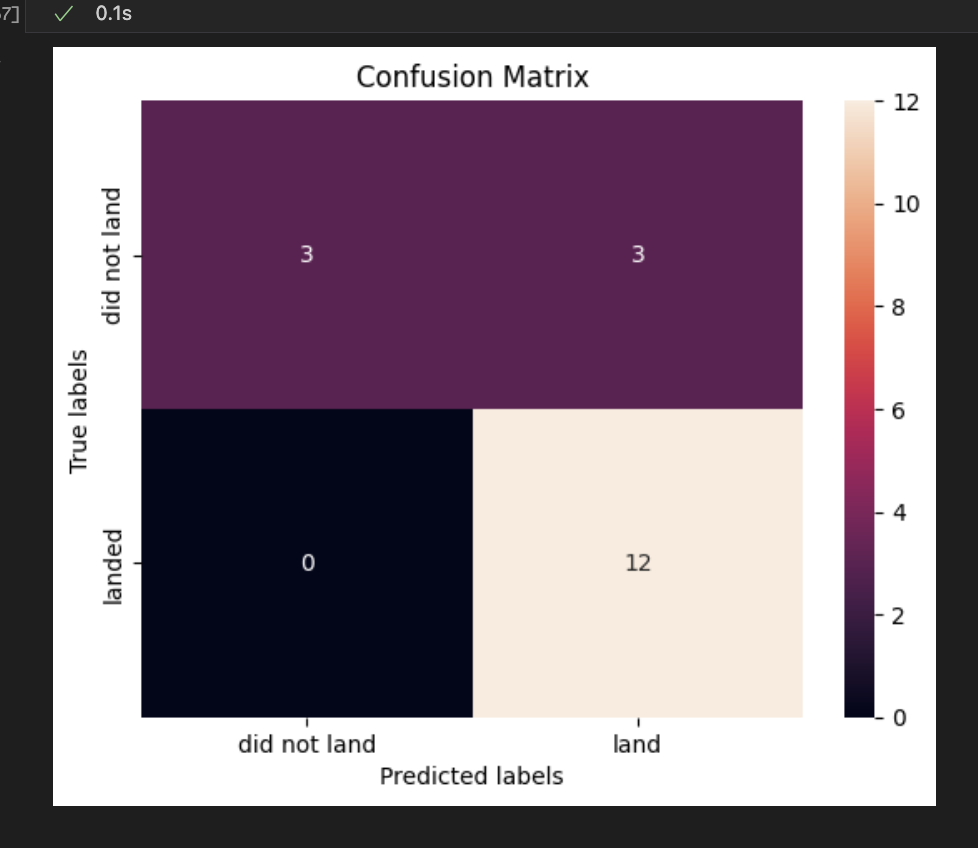 7] ✓ 0.1s
Confusion Matrix
True labels
did not land
landed
3 3
0 12
did not land land
Predicted labels
12
10
8
6
4
2
0